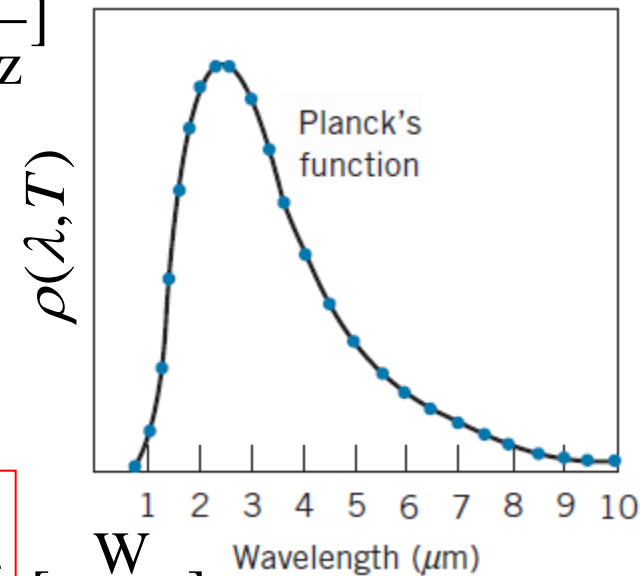 ]
z
Planck's
function
ρ(λ,T)
1 2 3 4 5 6 7 8 9 10
[ W ]
Wavelength (μm)